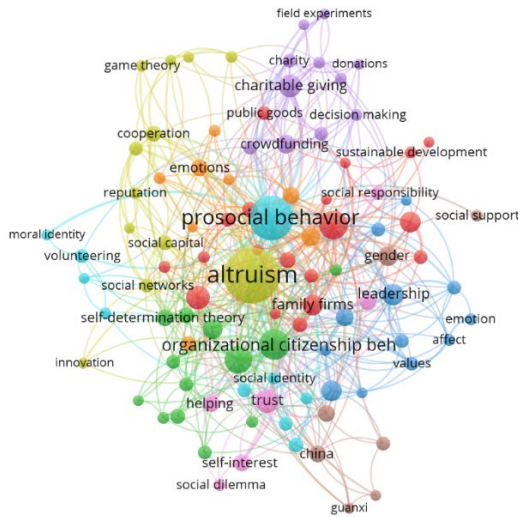 field experiments
game theory
charity
donations
charitable giving
public goods
decision making
cooperation
crowdfunding
sustainable development
emotions
reputation
social responsibility
prosocial behavior
social support
moral identity
social capital
volunteering
gender
altruism
social networks
family firms
leadership
self-determination theory
emotion
organizational citizenship beh
affect
innovation
social identity
values
helping
trust
self-interest
china
social dilemma
guanxi